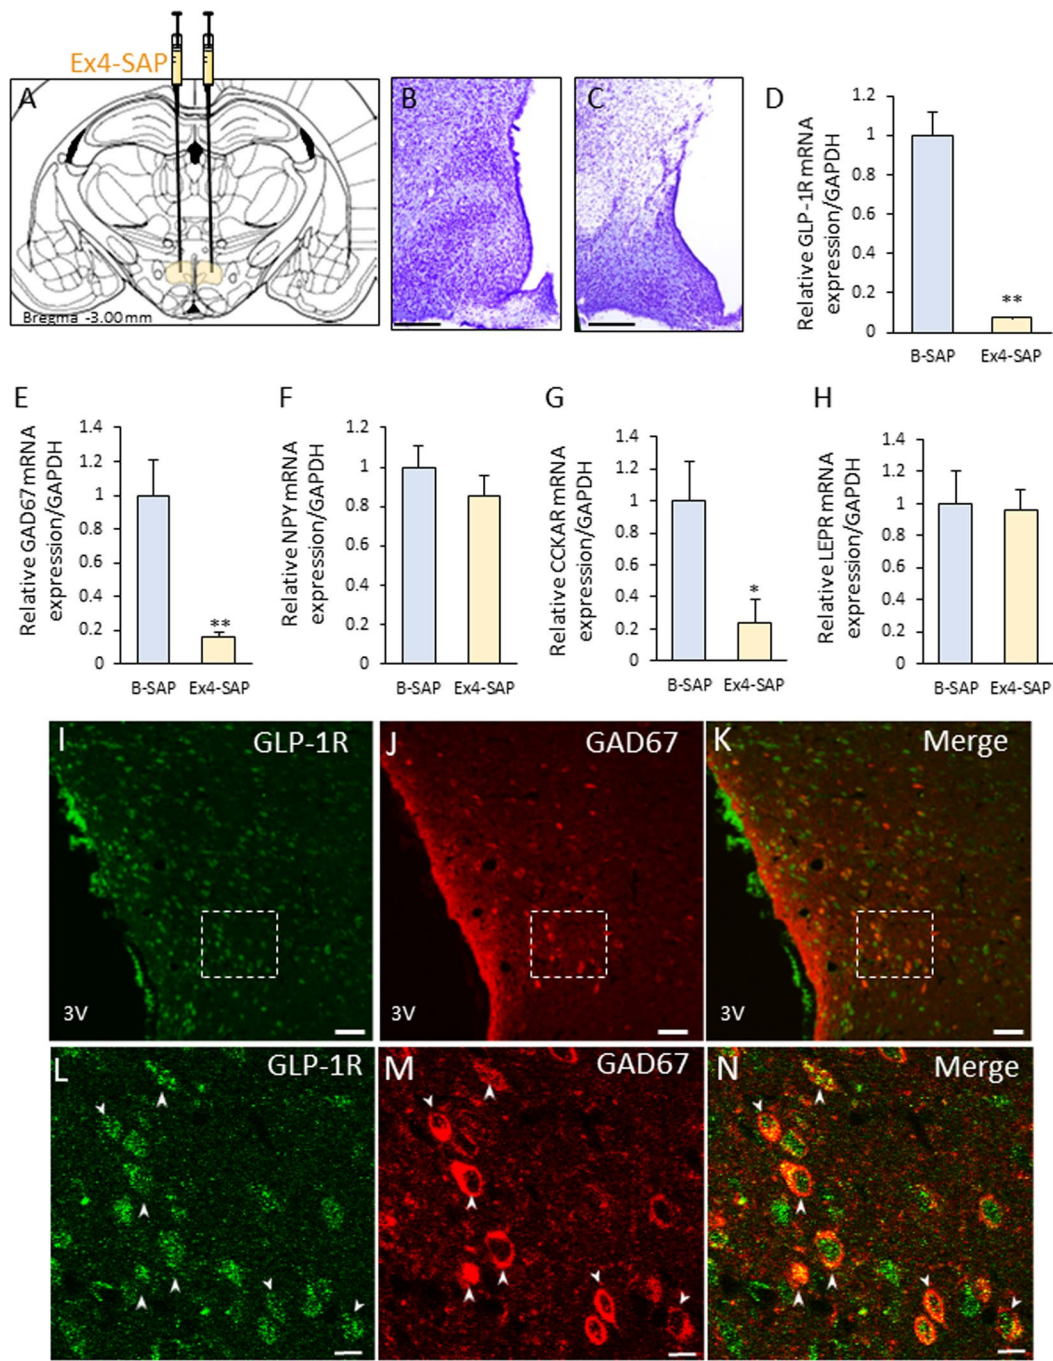 Ex4-SAP
A
Bregma -3.00 mm
B
C
D
Relative GLP-1R mRNA
expression/GAPDH
1.2
1
0.8
0.6
0.4
0.2
0
**
B-SAP
Ex4-SAP
E
Relative GAD67 mRNA
expression/GAPDH
1.4
1.2
1
0.8
0.6
0.4
0.2
0
**
B-SAP
Ex4-SAP
F
Relative NPY mRNA
expression/GAPDH
1.2
1
0.8
0.6
0.4
0.2
0
B-SAP
Ex4-SAP
G
Relative CCKAR mRNA
expression/GAPDH
1.4
1.2
1
0.8
0.6
0.4
0.2
0
*
B-SAP
Ex4-SAP
H
Relative LEPR mRNA
expression/GAPDH
1.4
1.2
1
0.8
0.6
0.4
0.2
0
B-SAP
Ex4-SAP
I
GLP-1R
3V
J
GAD67
3V
K
Merge
3V
L
GLP-1R
M
GAD67
N
Merge